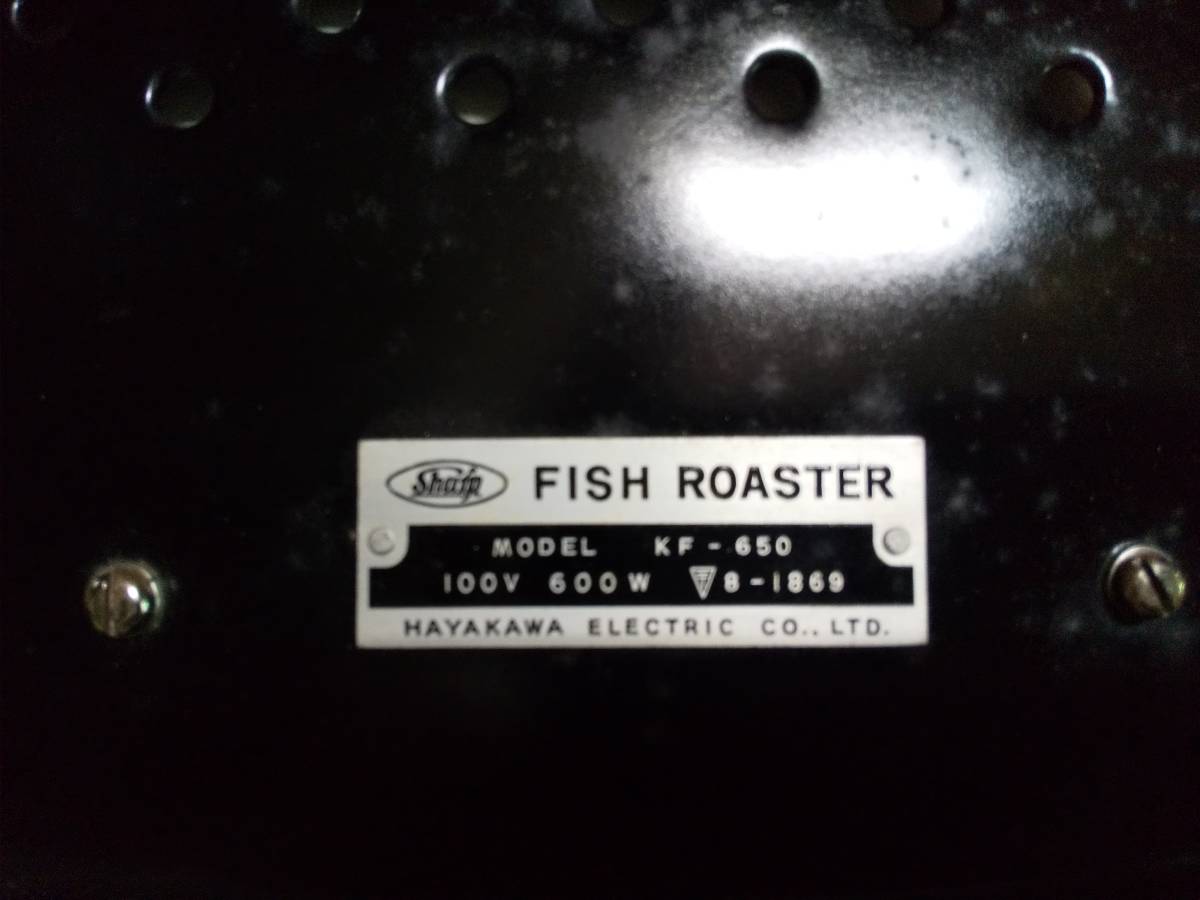 Sharp FISH ROASTER
MODEL KF-650
100V 600W 8-1869
HAYAKAWA ELECTRIC CO., LTD.